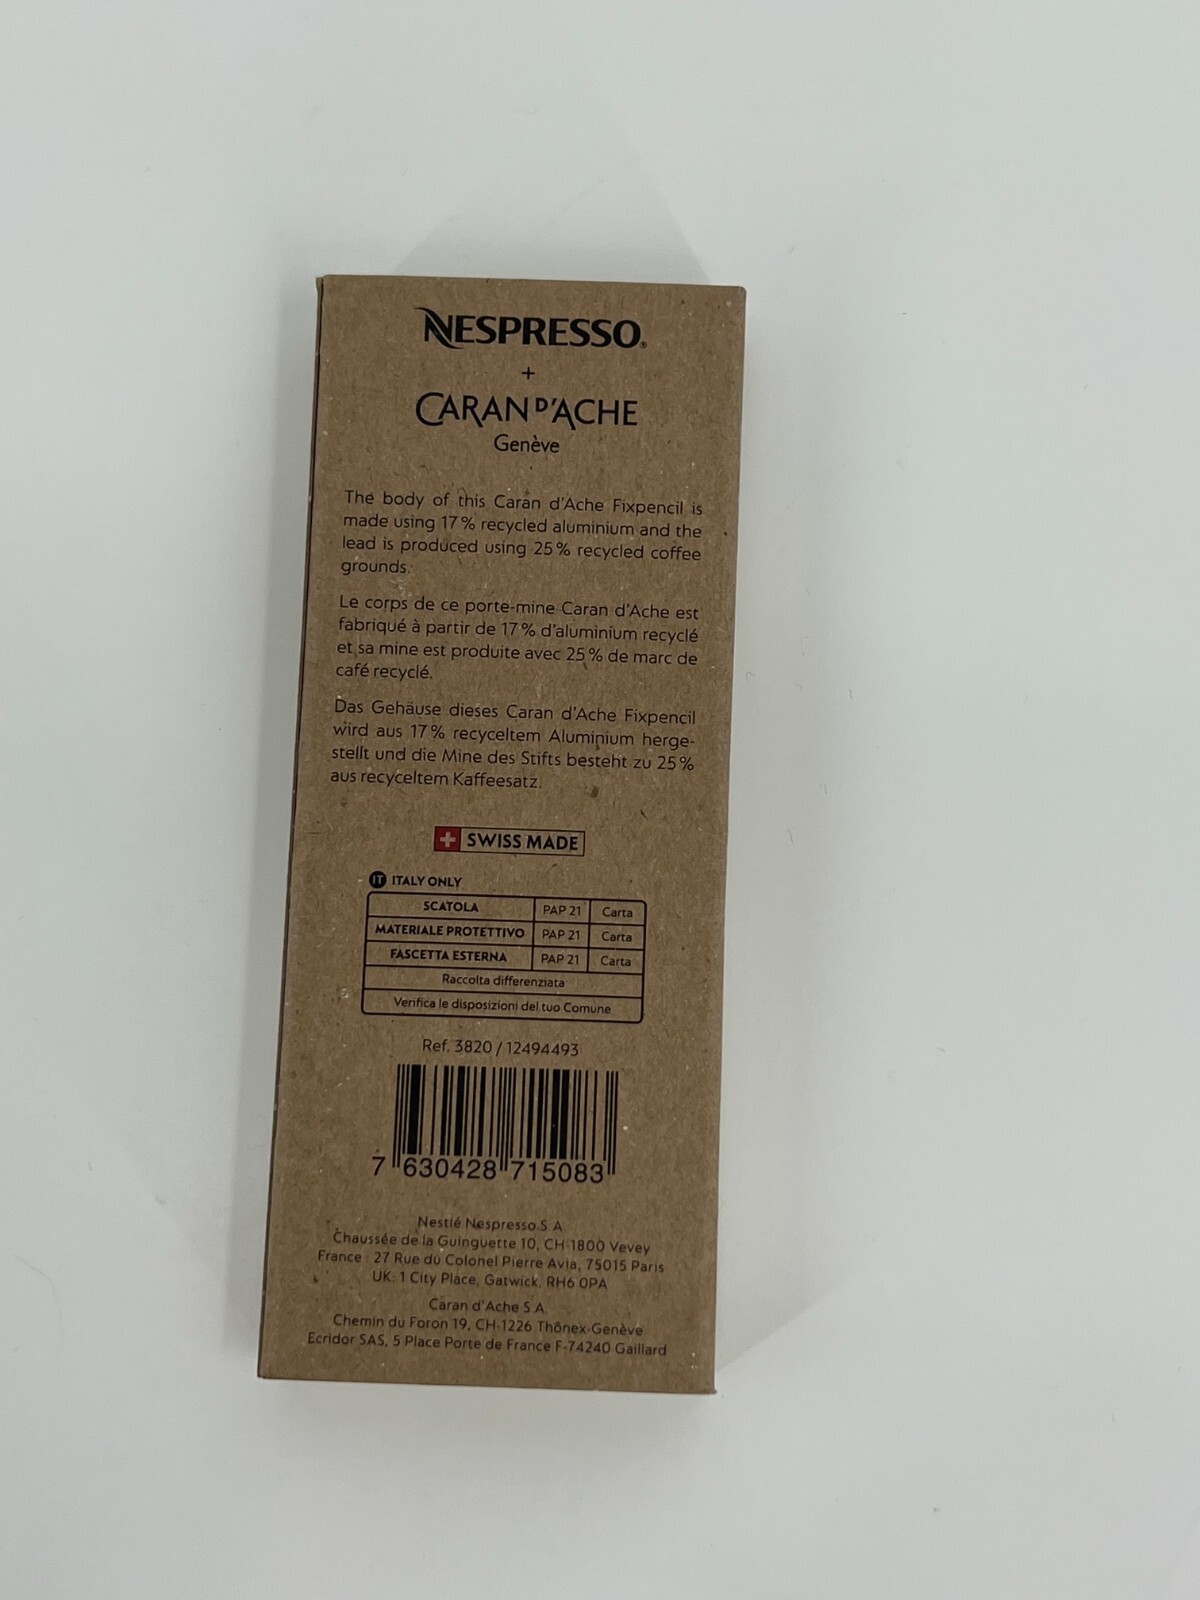 NESPRESSO®
+
CARAN D'ACHE
Genève
The body of this Caran d'Ache Fixpencil is
made using 17% recycled aluminium and the
lead is produced using 25% recycled coffee
grounds.
Le corps de ce porte-mine Caran d'Ache est
fabriqué à partir de 17% d'aluminium recyclé
et sa mine est produite avec 25% de marc de
café recyclé.
Das Gehäuse dieses Caran d'Ache Fixpencil
wird aus 17% recyceltem Aluminium herge-
stellt und die Mine des Stifts besteht zu 25%
aus recyceltem Kaffeesatz.
SWISS MADE
IT ITALY ONLY
SCATOLA PAP 21 Carta
MATERIALE PROTETTIVO PAP 21 Carta
FASCETTA ESTERNA PAP 21 Carta
Raccolta differenziata
Verifica le disposizioni del tuo Comune
Ref. 3820 / 12494493
7 630428 715083
Nestlé Nespresso S.A.
Chaussée de la Guinguette 10, CH-1800 Vevey
France : 27 Rue du Colonel Pierre Avia, 75015 Paris
UK: 1 City Place, Gatwick, RH6 0PA
Caran d'Ache S.A.
Chemin du Foron 19, CH-1226 Thônex-Genève
Ecridor SAS, 5 Place Porte de France F-74240 Gaillard